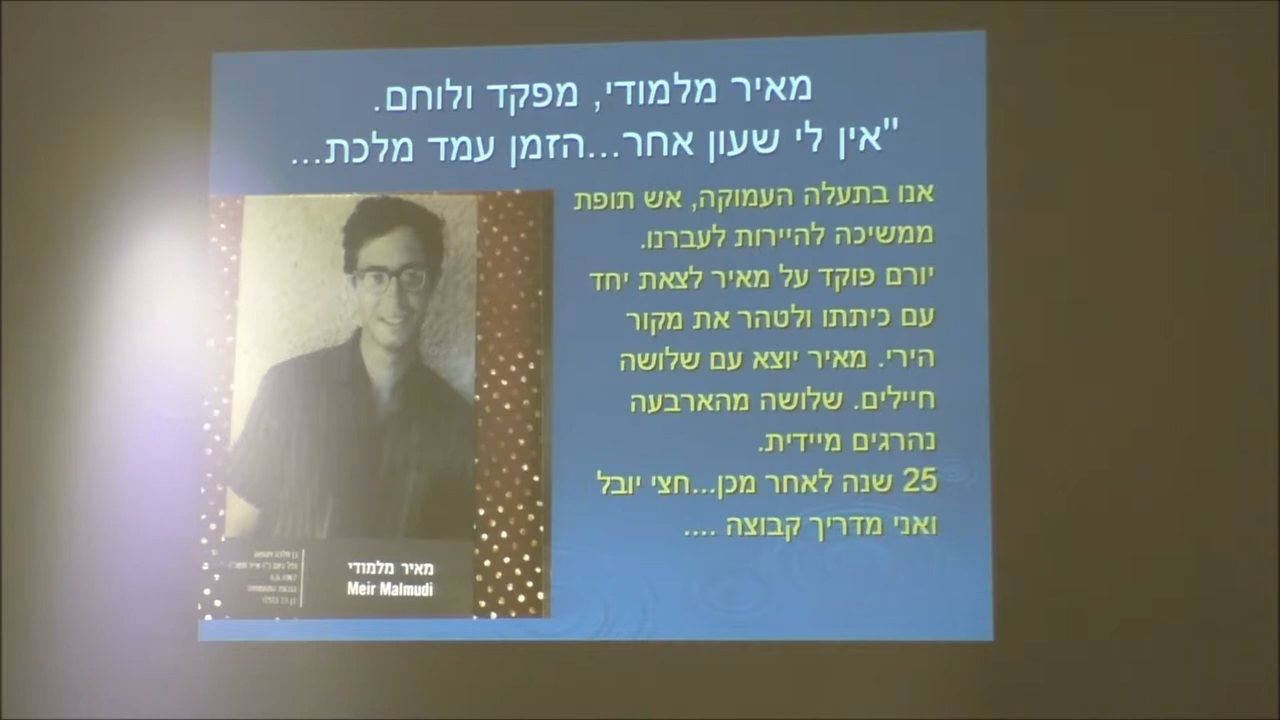 מאיר מלמודי, מפקד ולוחם.
"אין לי שעון אחר...הזמן עמד מלכת...
אנו בתעלה העמוקה, אש תופת
ממשיכה להיירות לעברנו.
יורם פוקד על מאיר לצאת יחד
עם כיתתו ולטהר את מקור
הירי. מאיר יוצא עם שלושה
חיילים. שלושה מהארבעה
נהרגים מיידית.
25 שנה לאחר מכן...חצי יובל
ואני מדריך קבוצה ....
מאיר מלמודי
Meir Malmudi